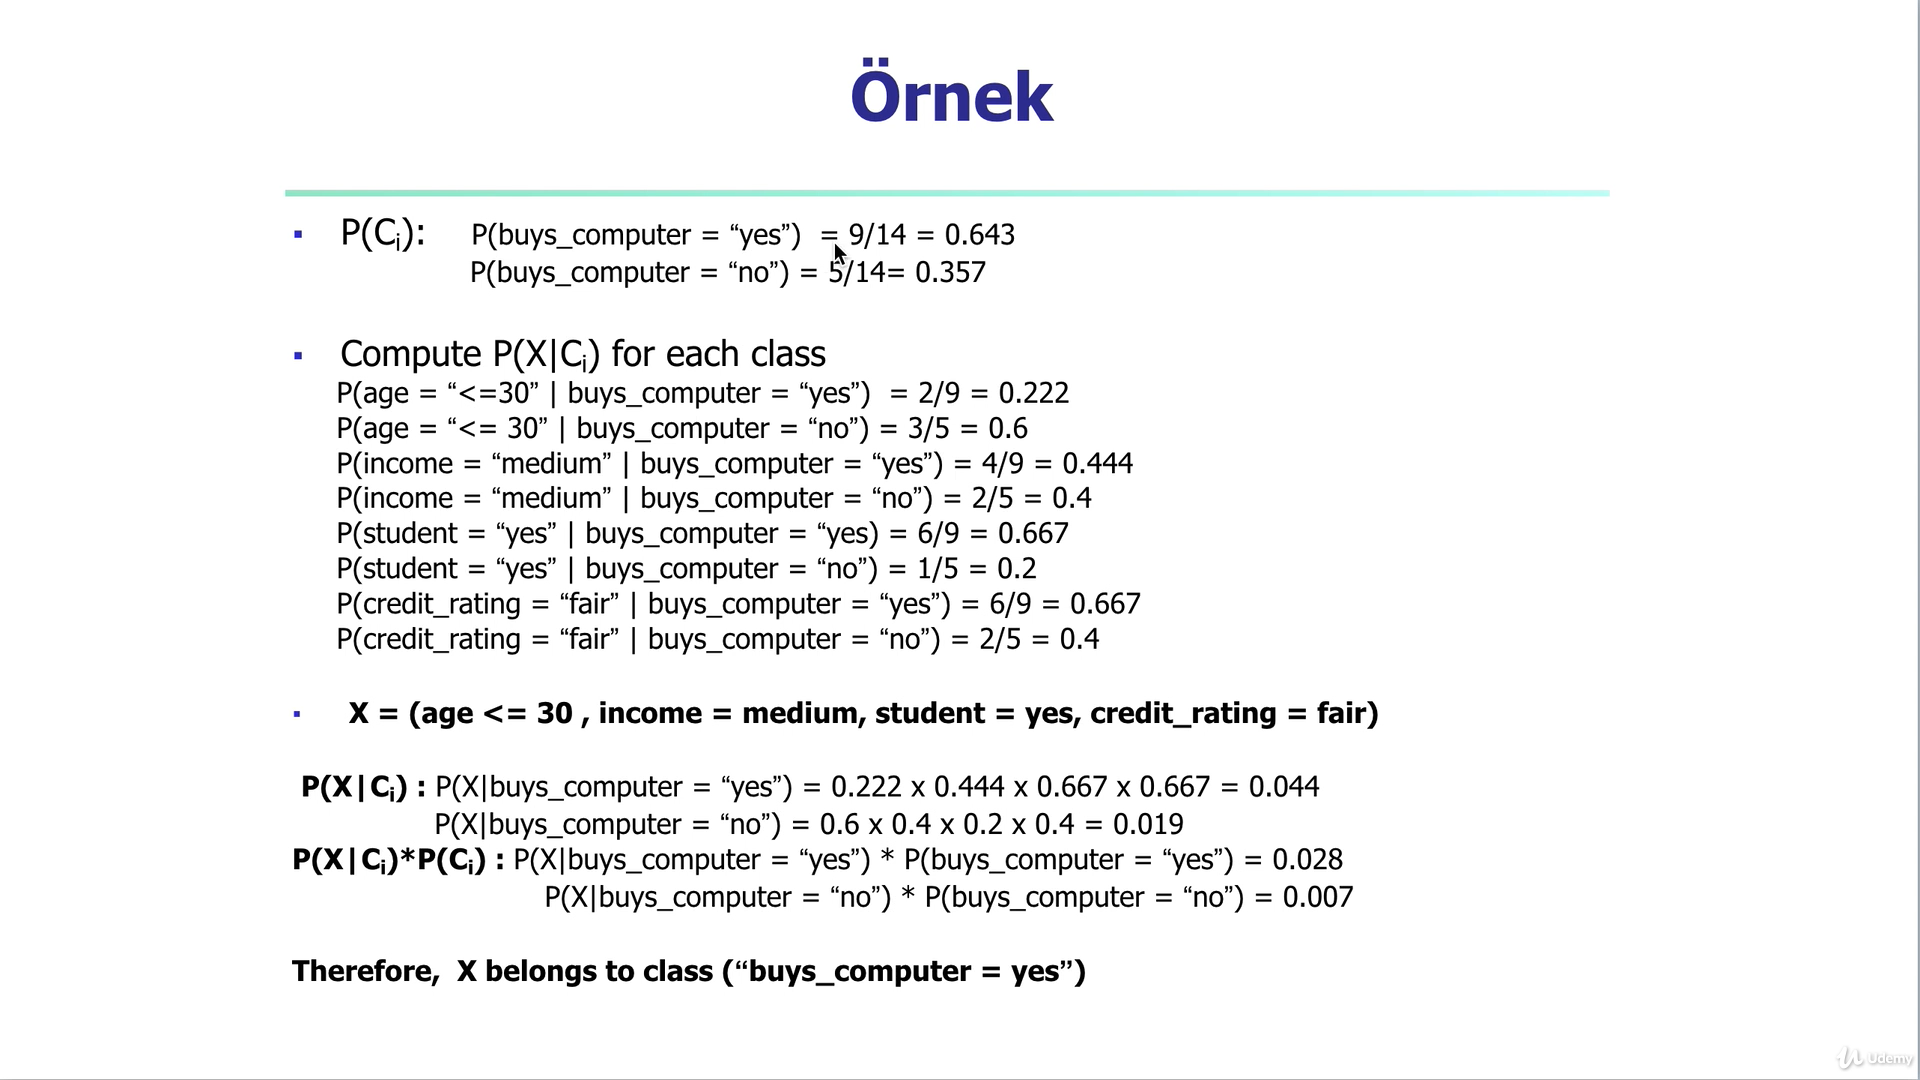 Örnek
▪ P(Ci): P(buys_computer = “yes”) = 9/14 = 0.643
P(buys_computer = “no”) = 5/14= 0.357
▪ Compute P(X|Ci) for each class
P(age = “<=30” | buys_computer = “yes”) = 2/9 = 0.222
P(age = “<= 30” | buys_computer = “no”) = 3/5 = 0.6
P(income = “medium” | buys_computer = “yes”) = 4/9 = 0.444
P(income = “medium” | buys_computer = “no”) = 2/5 = 0.4
P(student = “yes” | buys_computer = “yes) = 6/9 = 0.667
P(student = “yes” | buys_computer = “no”) = 1/5 = 0.2
P(credit_rating = “fair” | buys_computer = “yes”) = 6/9 = 0.667
P(credit_rating = “fair” | buys_computer = “no”) = 2/5 = 0.4
▪ X = (age <= 30 , income = medium, student = yes, credit_rating = fair)
P(X|Ci) : P(X|buys_computer = “yes”) = 0.222 x 0.444 x 0.667 x 0.667 = 0.044
P(X|buys_computer = “no”) = 0.6 x 0.4 x 0.2 x 0.4 = 0.019
P(X|Ci)*P(Ci) : P(X|buys_computer = “yes”) * P(buys_computer = “yes”) = 0.028
P(X|buys_computer = “no”) * P(buys_computer = “no”) = 0.007
Therefore, X belongs to class (“buys_computer = yes”)
Udemy